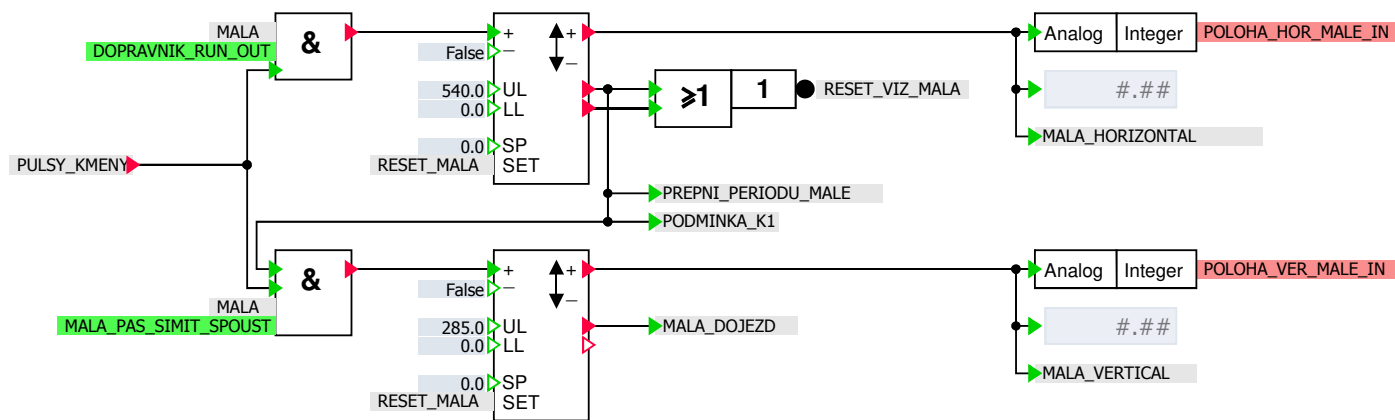 MALA
DOPRAVNIK_RUN_OUT
&
+
−
False
540.0
UL
0.0
LL
0.0
SP
RESET_MALA
SET
+
−
≥1
1
RESET_VIZ_MALA
Analog
Integer
POLOHA_HOR_MALE_IN
#.##
MALA_HORIZONTAL
PULSY_KMENY
PREPNI_PERIODU_MALE
PODMINKA_K1
&
MALA
MALA_PAS_SIMIT_SPOUST
+
−
False
285.0
UL
0.0
LL
0.0
SP
RESET_MALA
SET
+
−
MALA_DOJEZD
Analog
Integer
POLOHA_VER_MALE_IN
#.##
MALA_VERTICAL